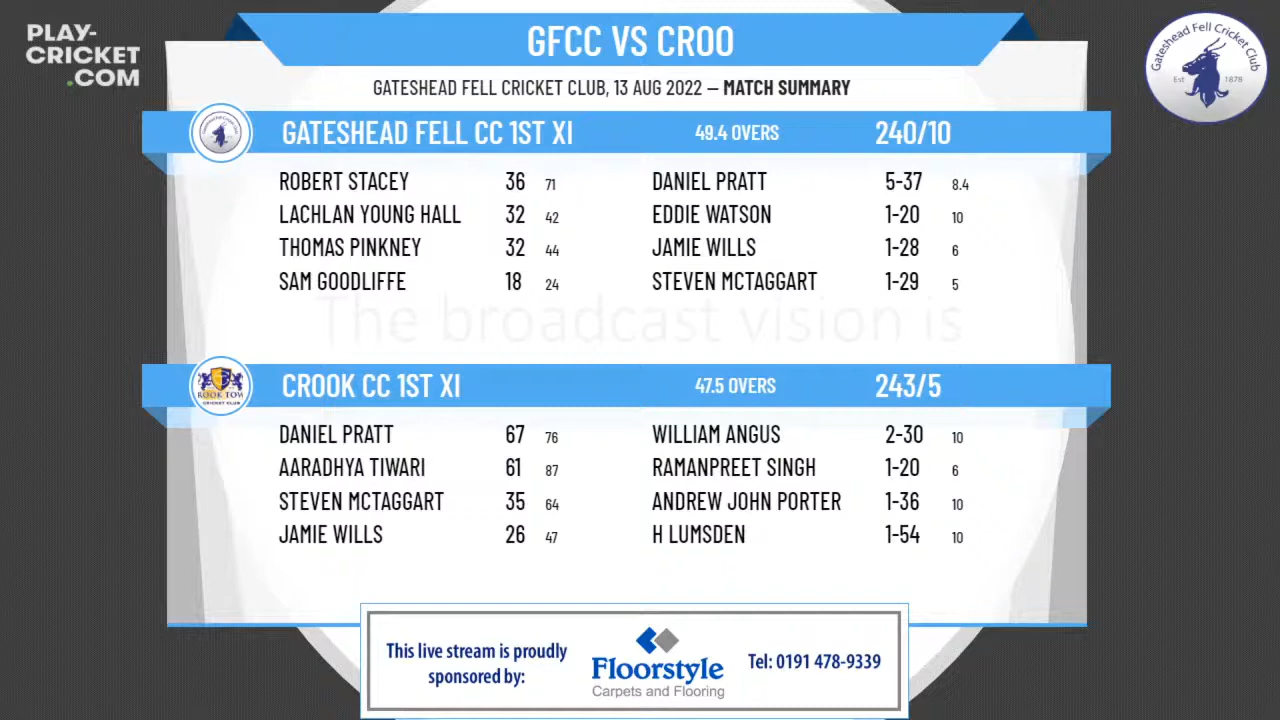 PLAY-
CRICKET
.COM
GFCC VS CROO
Gateshead Fell Cricket Club
Est 1878
GATESHEAD FELL CRICKET CLUB, 13 AUG 2022 – MATCH SUMMARY
GATESHEAD FELL CC 1ST XI 49.4 OVERS 240/10
ROBERT STACEY 36 71 DANIEL PRATT 5-37 8.4
LACHLAN YOUNG HALL 32 42 EDDIE WATSON 1-20 10
THOMAS PINKNEY 32 44 JAMIE WILLS 1-28 6
SAM GOODLIFFE 18 24 STEVEN MCTAGGART 1-29 5
The broadcast vision is
CROOK CC 1ST XI 47.5 OVERS 243/5
ROOK TOW
CRICKET CLUB
DANIEL PRATT 67 76 WILLIAM ANGUS 2-30 10
AARADHYA TIWARI 61 87 RAMANPREET SINGH 1-20 6
STEVEN MCTAGGART 35 64 ANDREW JOHN PORTER 1-36 10
JAMIE WILLS 26 47 H LUMSDEN 1-54 10
This live stream is proudly
sponsored by:
Floorstyle
Carpets and Flooring
Tel: 0191 478-9339